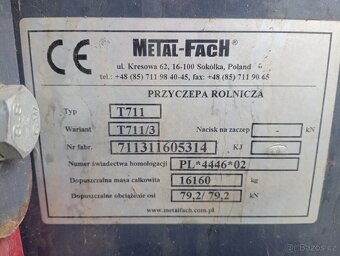 CE METAL-FACH
ul. Kresowa 62, 16-100 Sokółka, Poland
tel.: +48 (85) 711 98 40-45, fax: +48 (85) 711 90 65
PRZYCZEPA ROLNICZA
Typ T711
Wariant T711/3 Nacisk na zaczep - kN
Nr fabr. 711311605314 KJ
Numer świadectwa homologacji PL*4446*02
Dopuszczalna masa całkowita 16160 kg
Dopuszczalne obciążenie osi 79,2/79,2 kN
www.metalfach.com.pl
8.8